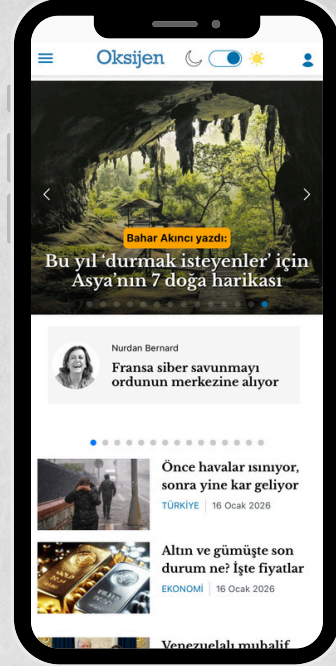 Oksijen
Bahar Akıncı yazdı:
Bu yıl ‘durmak isteyenler’ için
Asya’nın 7 doğa harikası
Nurdan Bernard
Fransa siber savunmayı
ordunun merkezine alıyor
Önce havalar ısınıyor,
sonra yine kar geliyor
TÜRKİYE | 16 Ocak 2026
Altın ve gümüşte son
durum ne? İşte fiyatlar
EKONOMİ | 16 Ocak 2026
Venezuelalı muhalif